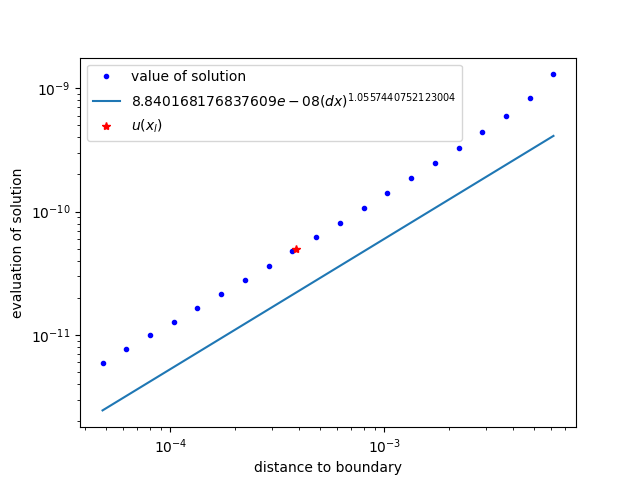 value of solution
8.840168176837609e − 08(dx)^1.0557440752123004
u(x_I)
10^−9
10^−10
10^−11
evaluation of solution
10^−4 10^−3
distance to boundary